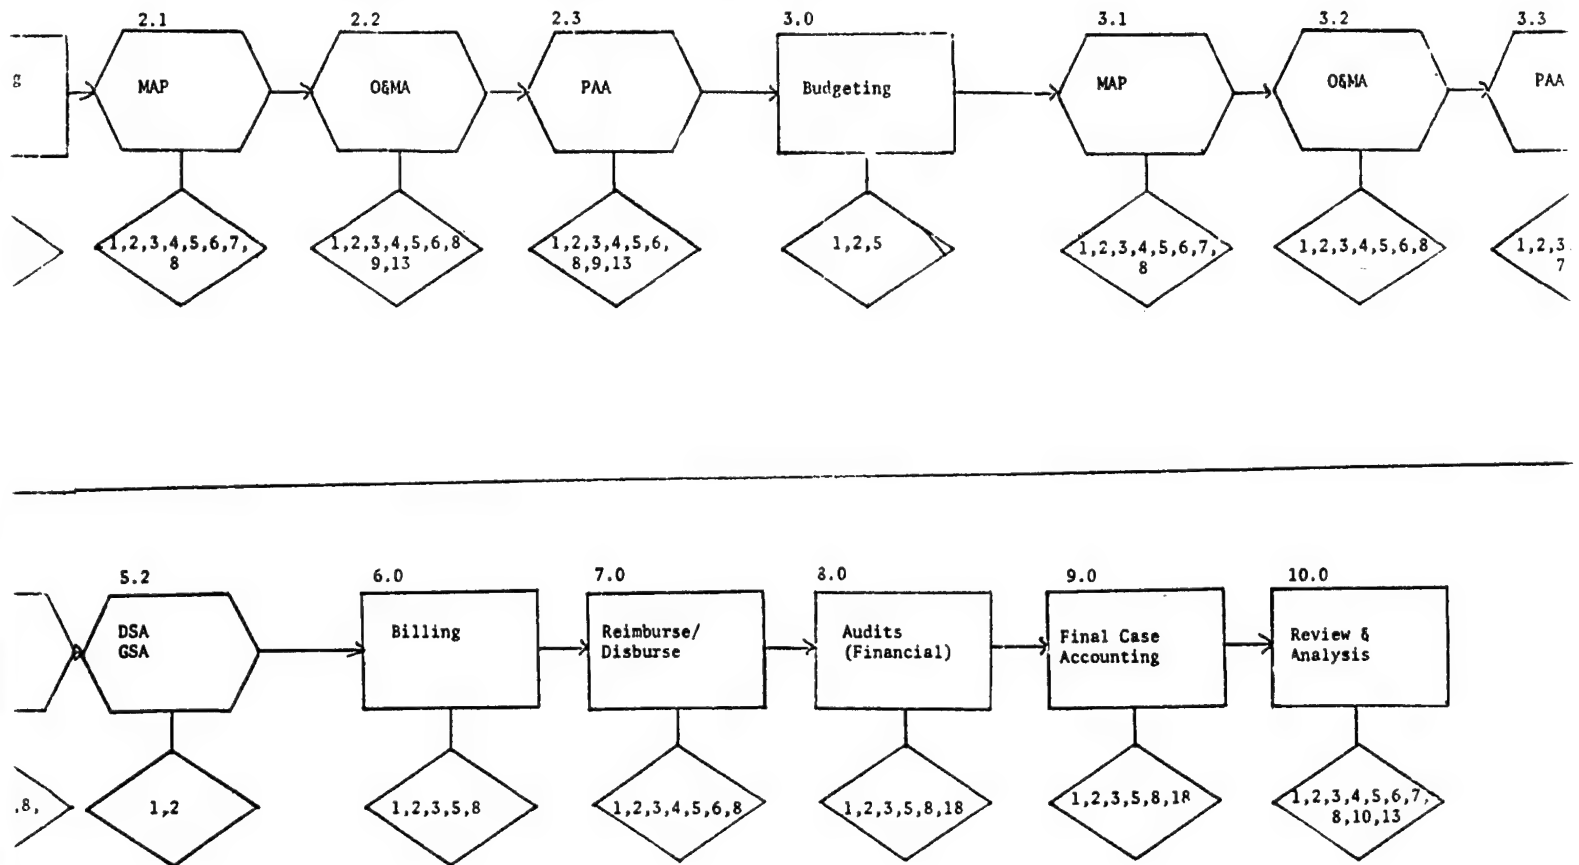 2.1
2.2
2.3
3.0
3.1
3.2
3.3
g
MAP
O&MA
PAA
Budgeting
MAP
O&MA
PAA
1,2,3,4,5,6,7,
8
1,2,3,4,5,6,8
9,13
1,2,3,4,5,6,
8,9,13
1,2,5
1,2,3,4,5,6,7,
8
1,2,3,4,5,6,8
1,2,3
7
5.2
6.0
7.0
8.0
9.0
10.0
DSA
GSA
Billing
Reimburse/
Disburse
Audits
(Financial)
Final Case
Accounting
Review &
Analysis
,8,
1,2
1,2,3,5,8
1,2,3,4,5,6,8
1,2,3,5,8,18
1,2,3,5,8,18
1,2,3,4,5,6,7,
8,10,13